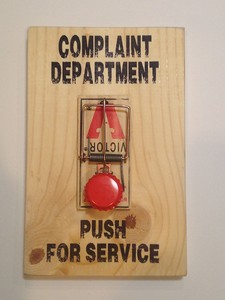 COMPLAINT
DEPARTMENT
VICTOR®
PUSH
FOR SERVICE